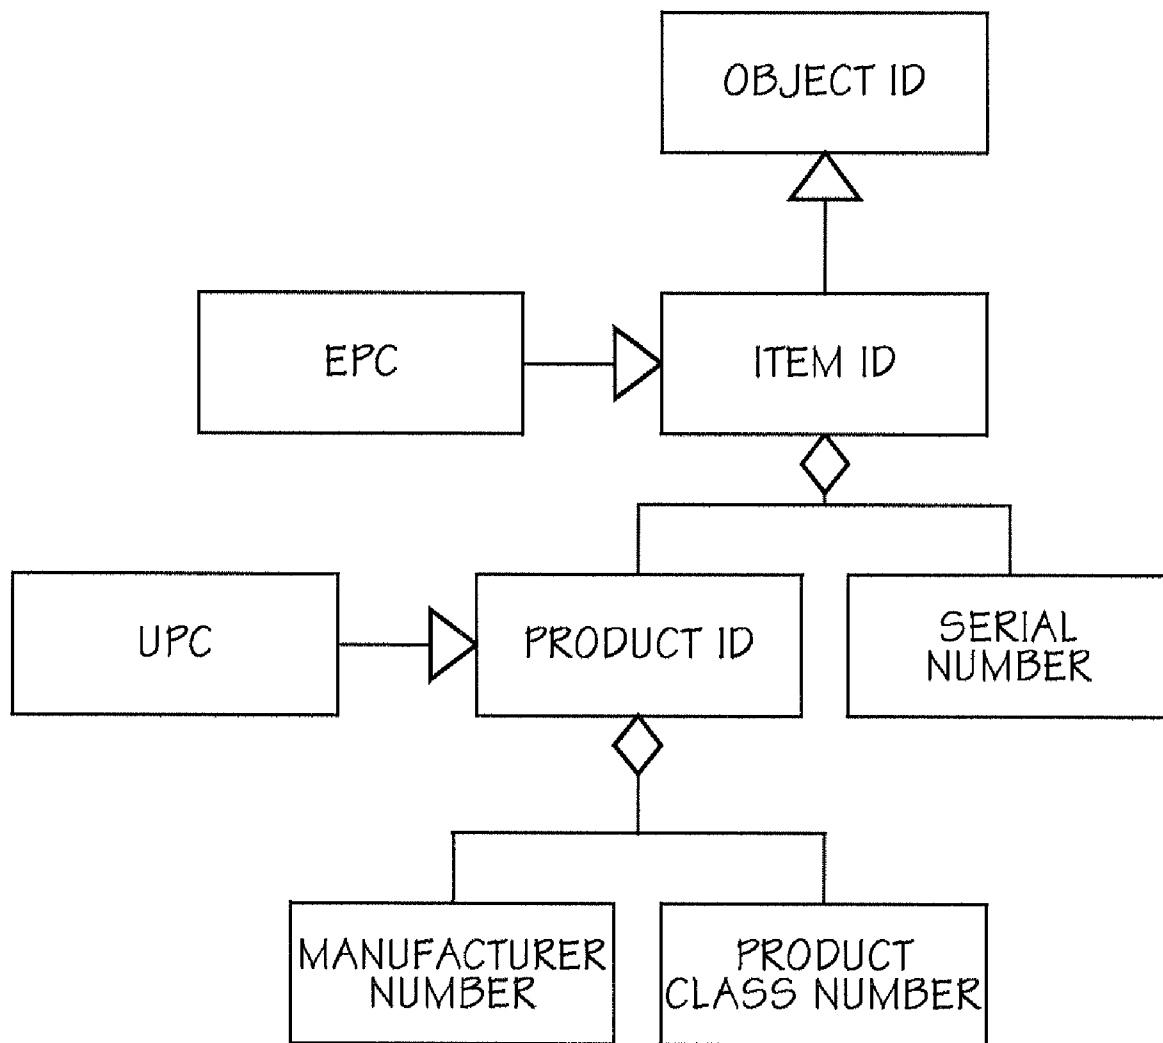 OBJECT ID
EPC
ITEM ID
UPC
PRODUCT ID
SERIAL
NUMBER
MANUFACTURER
NUMBER
PRODUCT
CLASS NUMBER